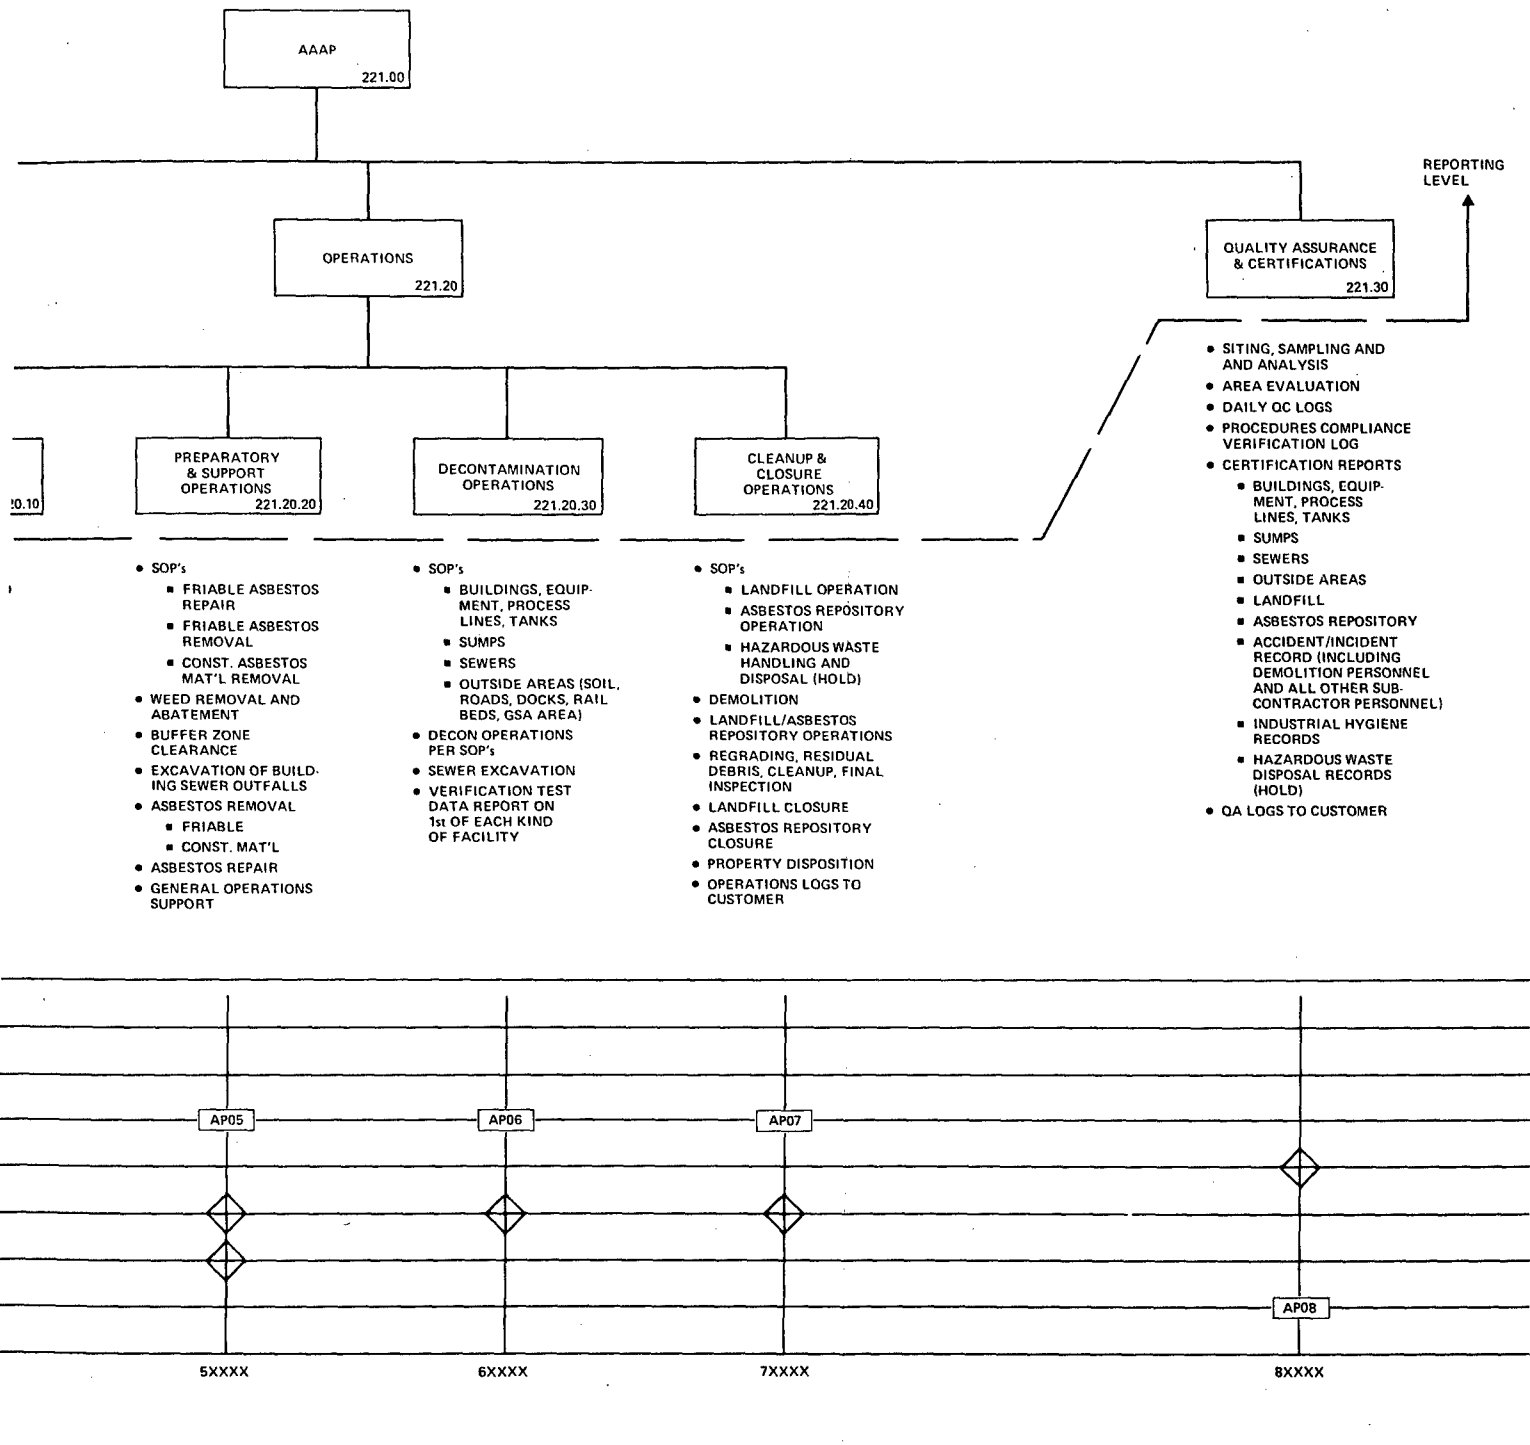 AAAP
221.00
REPORTING
LEVEL
OPERATIONS
221.20
QUALITY ASSURANCE
& CERTIFICATIONS
221.30
20.10
PREPARATORY
& SUPPORT
OPERATIONS
221.20.20
DECONTAMINATION
OPERATIONS
221.20.30
CLEANUP &
CLOSURE
OPERATIONS
221.20.40
• SOP's
▪ FRIABLE ASBESTOS
REPAIR
▪ FRIABLE ASBESTOS
REMOVAL
▪ CONST. ASBESTOS
MAT'L REMOVAL
• WEED REMOVAL AND
ABATEMENT
• BUFFER ZONE
CLEARANCE
• EXCAVATION OF BUILD-
ING SEWER OUTFALLS
• ASBESTOS REMOVAL
▪ FRIABLE
▪ CONST. MAT'L
• ASBESTOS REPAIR
• GENERAL OPERATIONS
SUPPORT
• SOP's
▪ BUILDINGS, EQUIP-
MENT, PROCESS
LINES, TANKS
▪ SUMPS
▪ SEWERS
▪ OUTSIDE AREAS (SOIL,
ROADS, DOCKS, RAIL
BEDS, GSA AREA)
• DECON OPERATIONS
PER SOP's
• SEWER EXCAVATION
• VERIFICATION TEST
DATA REPORT ON
1st OF EACH KIND
OF FACILITY
• SOP's
▪ LANDFILL OPERATION
▪ ASBESTOS REPOSITORY
OPERATION
▪ HAZARDOUS WASTE
HANDLING AND
DISPOSAL (HOLD)
• DEMOLITION
• LANDFILL/ASBESTOS
REPOSITORY OPERATIONS
• REGRADING, RESIDUAL
DEBRIS, CLEANUP, FINAL
INSPECTION
• LANDFILL CLOSURE
• ASBESTOS REPOSITORY
CLOSURE
• PROPERTY DISPOSITION
• OPERATIONS LOGS TO
CUSTOMER
• SITING, SAMPLING AND
AND ANALYSIS
• AREA EVALUATION
• DAILY QC LOGS
• PROCEDURES COMPLIANCE
VERIFICATION LOG
• CERTIFICATION REPORTS
▪ BUILDINGS, EQUIP-
MENT, PROCESS
LINES, TANKS
▪ SUMPS
▪ SEWERS
▪ OUTSIDE AREAS
▪ LANDFILL
▪ ASBESTOS REPOSITORY
▪ ACCIDENT/INCIDENT
RECORD (INCLUDING
DEMOLITION PERSONNEL
AND ALL OTHER SUB-
CONTRACTOR PERSONNEL)
▪ INDUSTRIAL HYGIENE
RECORDS
▪ HAZARDOUS WASTE
DISPOSAL RECORDS
(HOLD)
• QA LOGS TO CUSTOMER
AP05
AP06
AP07
AP08
5XXXX
6XXXX
7XXXX
8XXXX